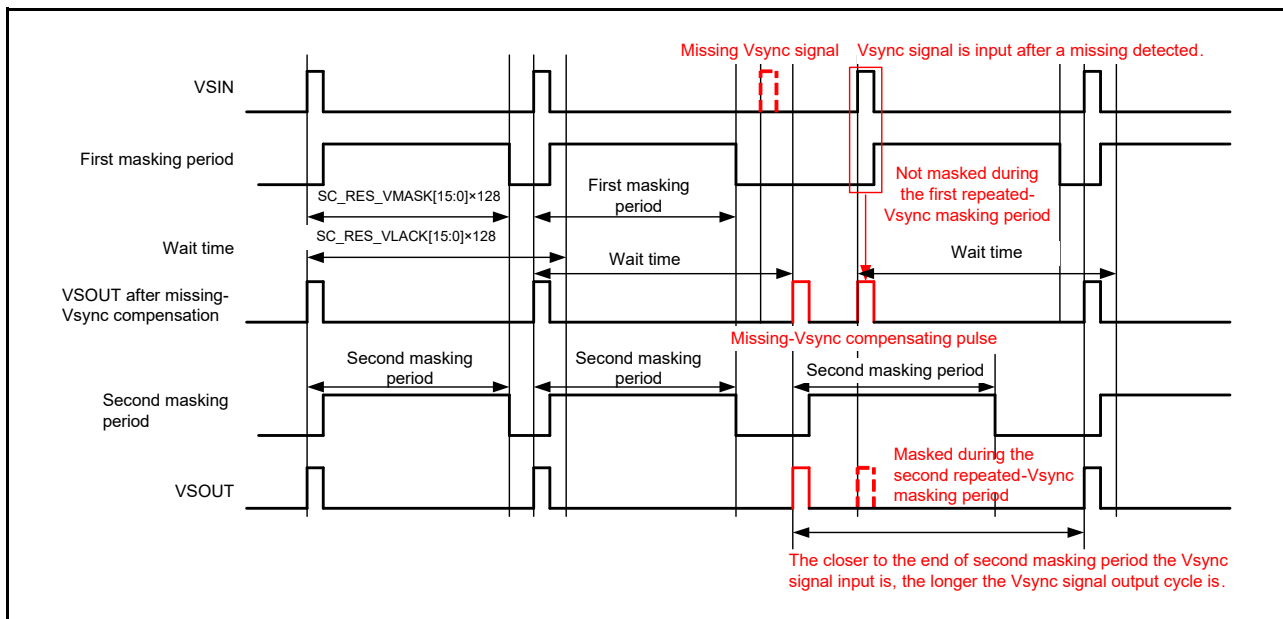 Missing Vsync signal
Vsync signal is input after a missing detected.
VSIN
First masking period
SC_RES_VMASK[15:0]×128
First masking
period
Not masked during
the first repeated-
Vsync masking period
SC_RES_VLACK[15:0]×128
Wait time
Wait time
Wait time
VSOUT after missing-
Vsync compensation
Missing-Vsync compensating pulse
Second masking
period
Second masking
period
Second masking period
Second masking
period
Masked during the
second repeated-Vsync
masking period
VSOUT
The closer to the end of second masking period the Vsync
signal input is, the longer the Vsync signal output cycle is.